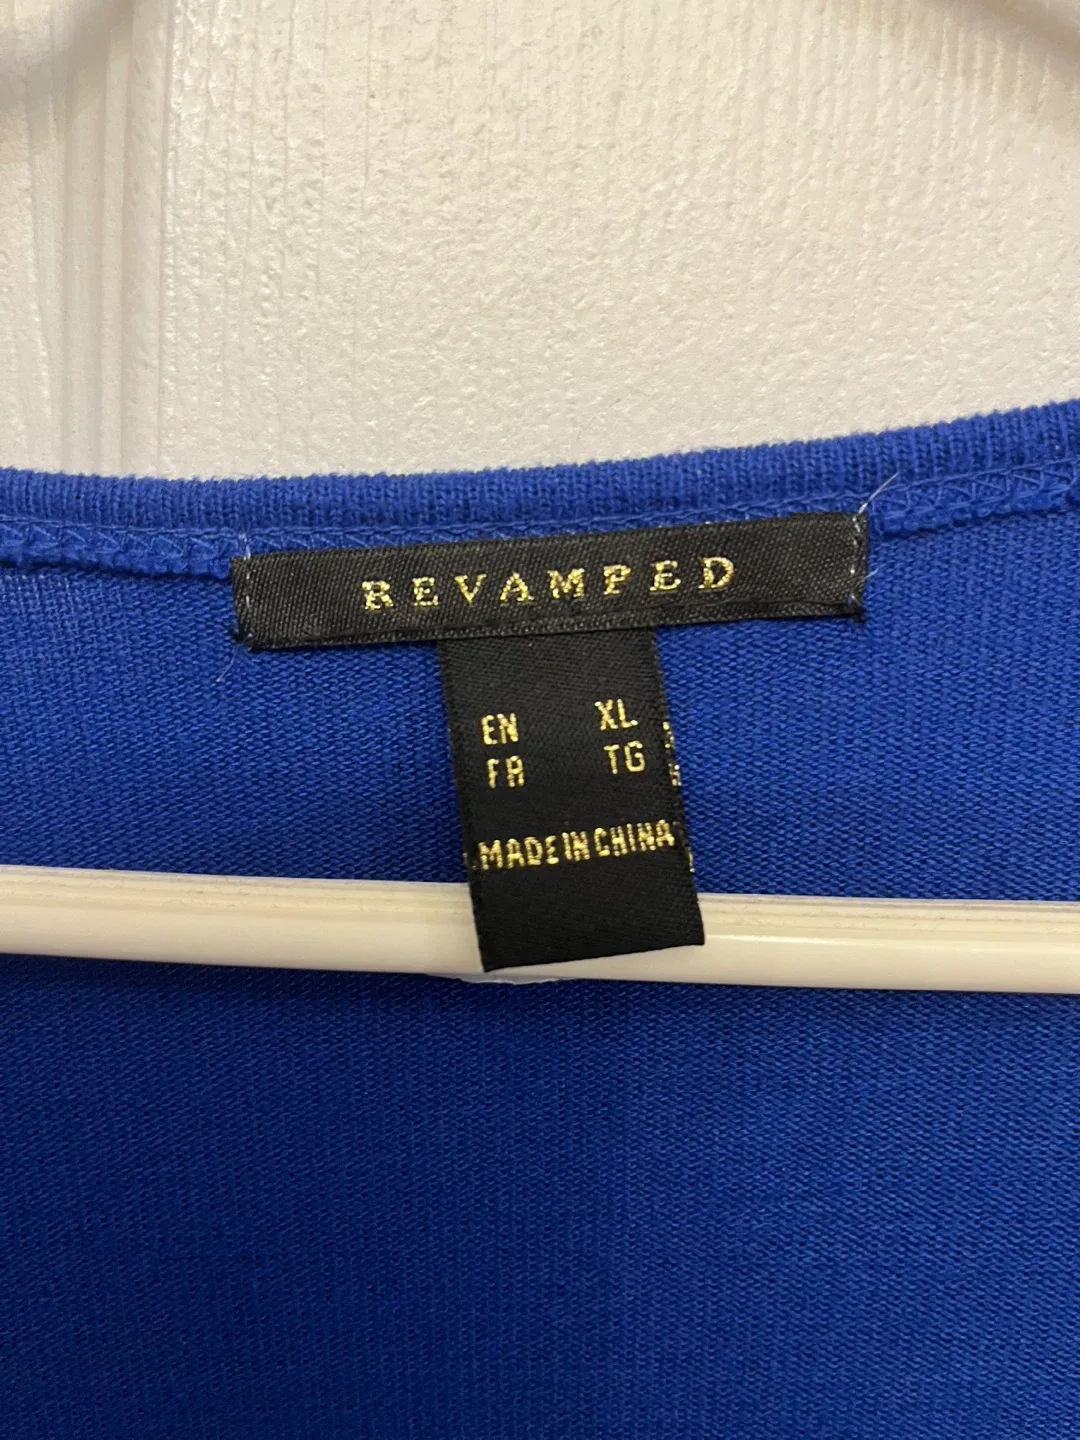 REVAMPED
EN XL
FR TG
MADE IN CHINA